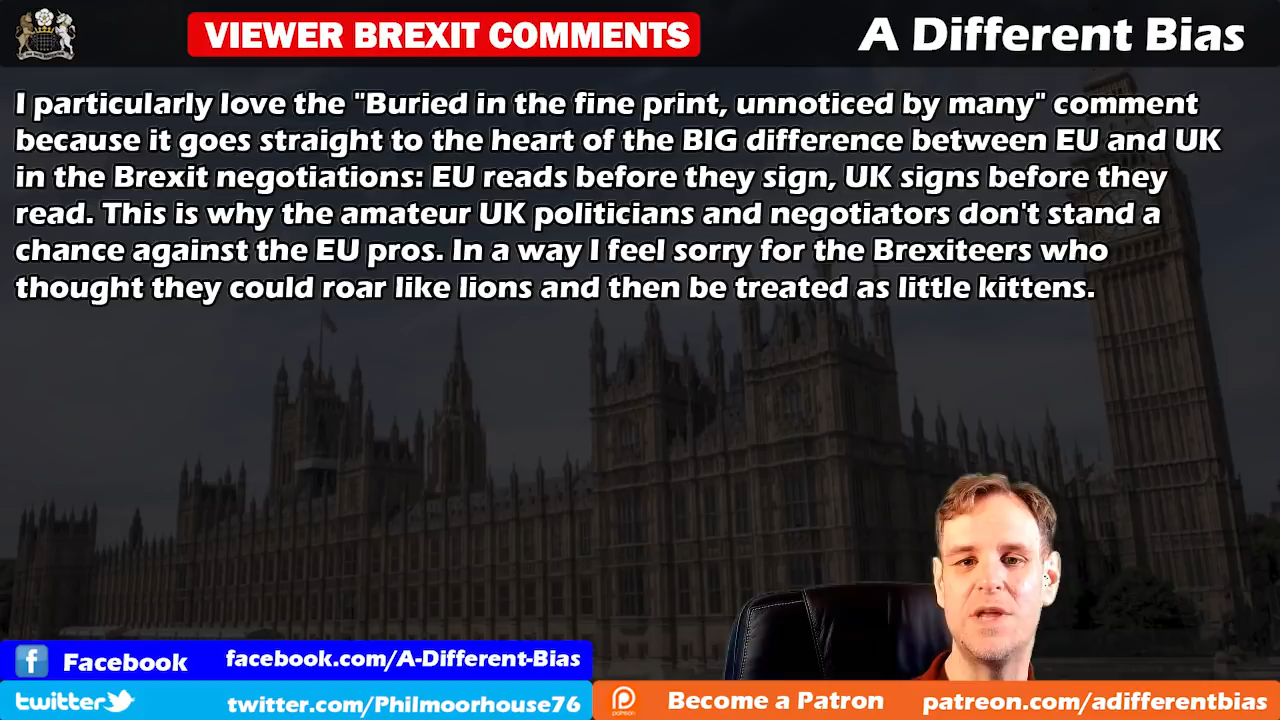 VIEWER BREXIT COMMENTS
A Different Bias
I particularly love the "Buried in the fine print, unnoticed by many" comment
because it goes straight to the heart of the BIG difference between EU and UK
in the Brexit negotiations: EU reads before they sign, UK signs before they
read. This is why the amateur UK politicians and negotiators don't stand a
chance against the EU pros. In a way I feel sorry for the Brexiteers who
thought they could roar like lions and then be treated as little kittens.
Facebook
facebook.com/A-Different-Bias
twitter
twitter.com/Philmoorhouse76
Become a Patron
patreon.com/adifferentbias